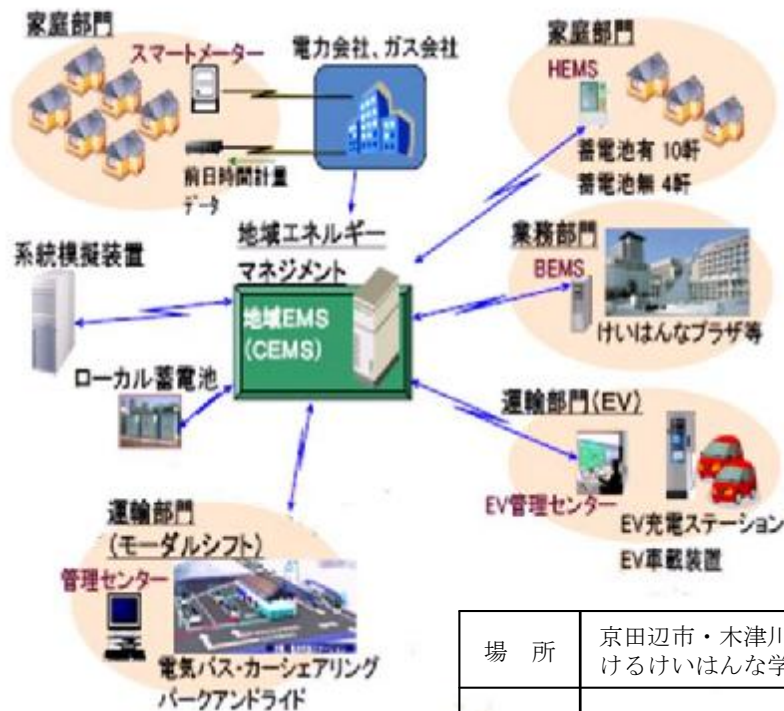 家庭部門
スマートメーター
前日時間計量
データ
電力会社、ガス会社
家庭部門
HEMS
蓄電池有 10軒
蓄電池無 4軒
系統模擬装置
地域エネルギー
マネジメント
地域EMS
(CEMS)
業務部門
BEMS
けいはんなプラザ等
ローカル蓄電池
運輸部門(EV)
EV管理センター
EV充電ステーション
EV車載装置
運輸部門
(モーダルシフト)
管理センター
電気バス・カーシェアリング
パークアンドライド
場 所
京田辺市・木津川
けるけいはんな学